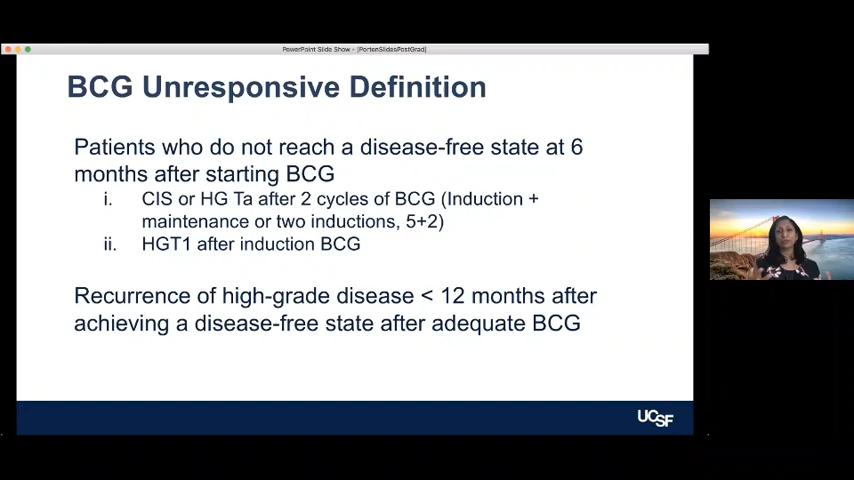 PowerPoint Slide Show - [PortenSlidesPostGrad]
BCG Unresponsive Definition
Patients who do not reach a disease-free state at 6
months after starting BCG
i. CIS or HG Ta after 2 cycles of BCG (Induction +
maintenance or two inductions, 5+2)
ii. HGT1 after induction BCG
Recurrence of high-grade disease < 12 months after
achieving a disease-free state after adequate BCG
UCSF